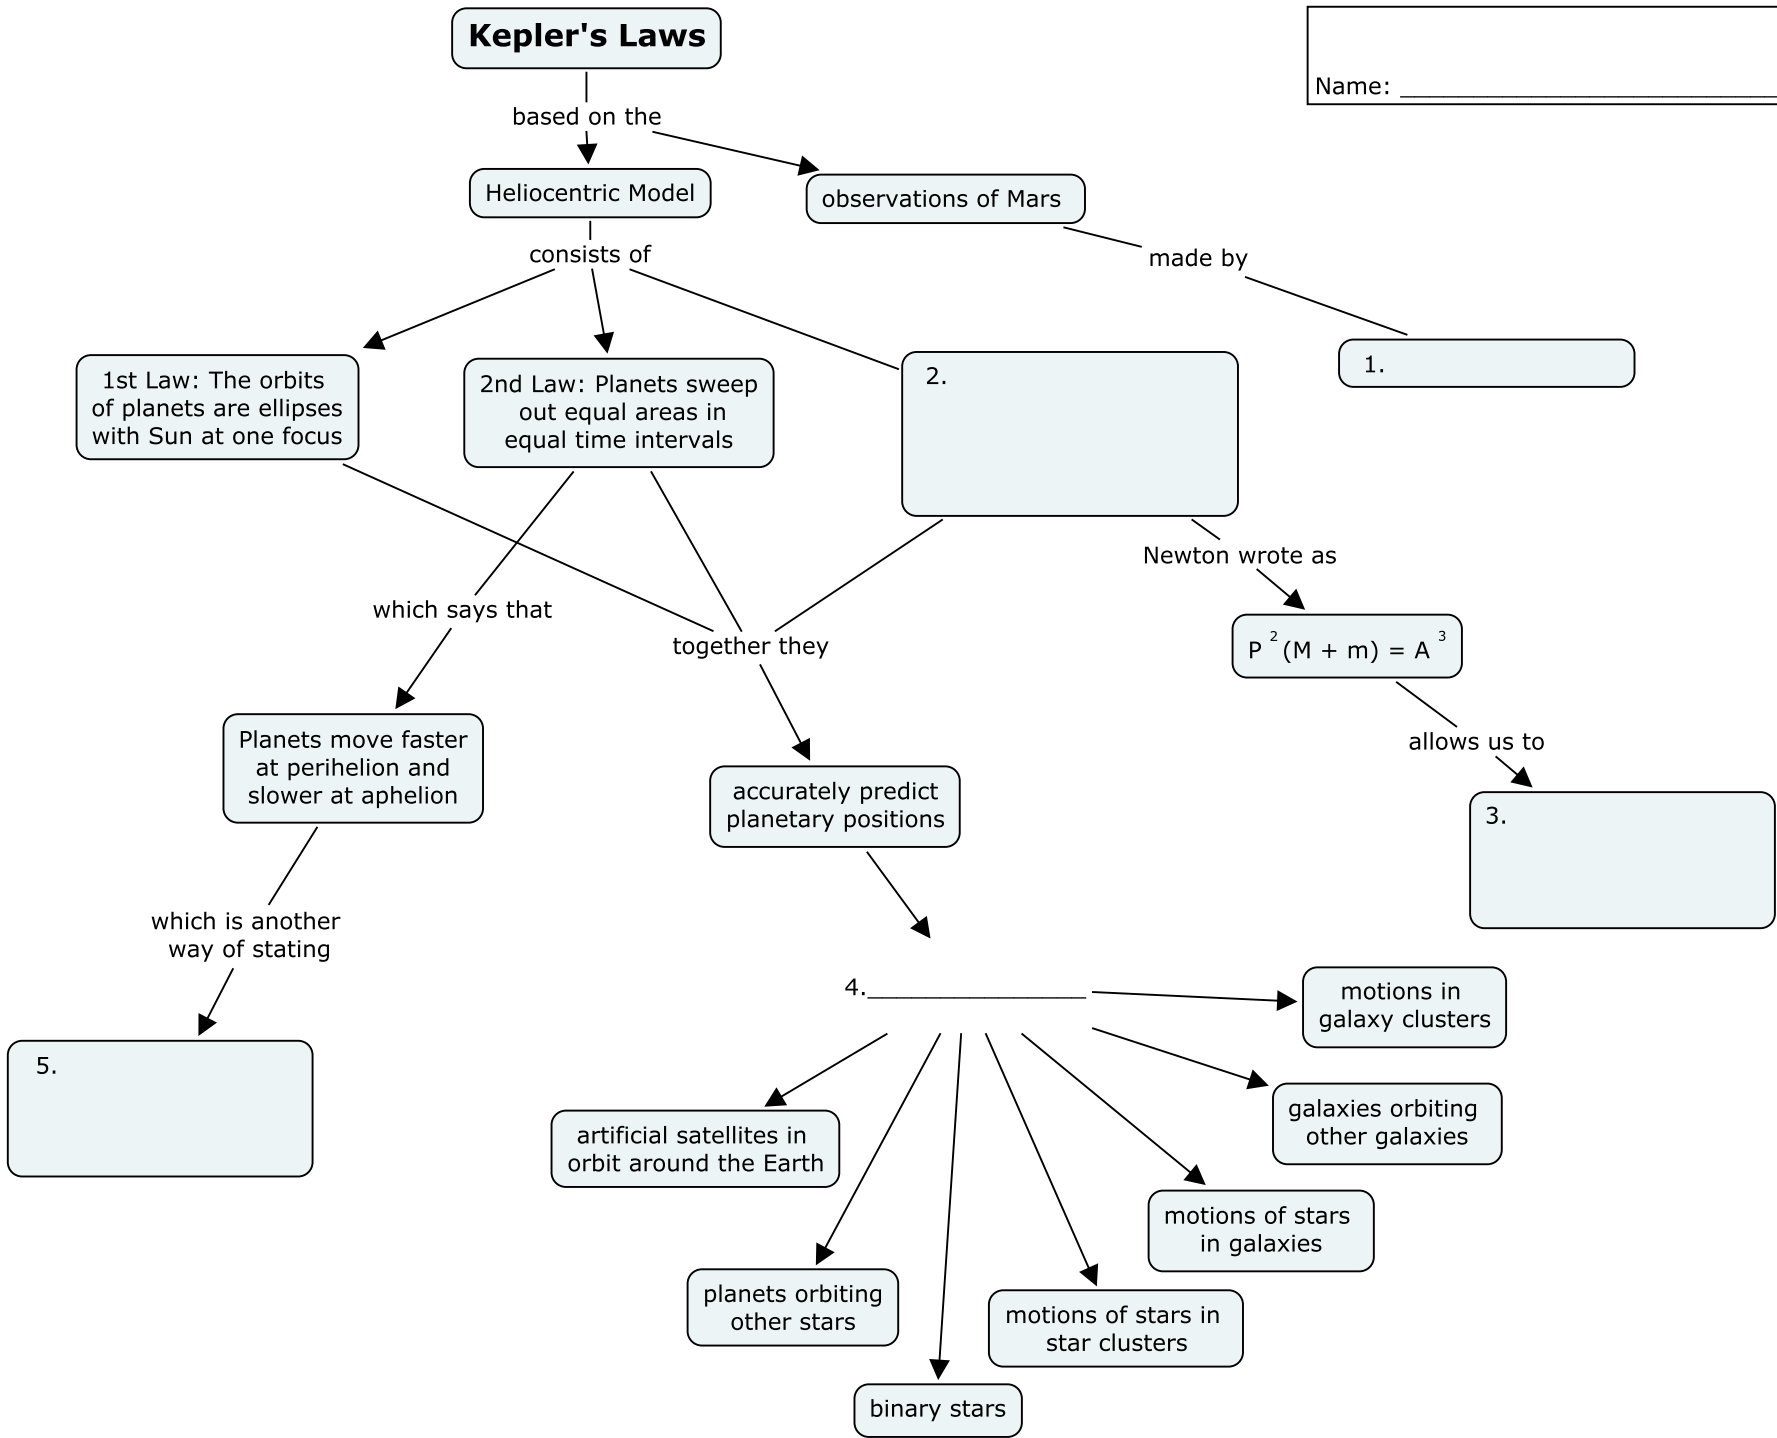 Kepler's Laws
Name: ____________________________
based on the
Heliocentric Model
observations of Mars
consists of
made by
1st Law: The orbits
of planets are ellipses
with Sun at one focus
2nd Law: Planets sweep
out equal areas in
equal time intervals
2.
1.
Newton wrote as
which says that
together they
P 2 (M + m) = A 3
Planets move faster
at perihelion and
slower at aphelion
accurately predict
planetary positions
allows us to
3.
which is another
way of stating
4._________________
motions in
galaxy clusters
5.
artificial satellites in
orbit around the Earth
galaxies orbiting
other galaxies
motions of stars
in galaxies
planets orbiting
other stars
motions of stars in
star clusters
binary stars